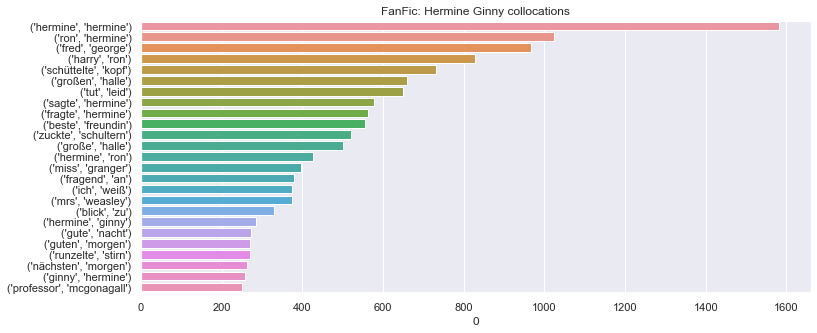 FanFic: Hermine Ginny collocations
('hermine', 'hermine')
('ron', 'hermine')
('fred', 'george')
('harry', 'ron')
('schüttelte', 'kopf')
('großen', 'halle')
('tut', 'leid')
('sagte', 'hermine')
('fragte', 'hermine')
('beste', 'freundin')
('zuckte', 'schultern')
('große', 'halle')
('hermine', 'ron')
('miss', 'granger')
('fragend', 'an')
('ich', 'weiß')
('mrs', 'weasley')
('blick', 'zu')
('hermine', 'ginny')
('gute', 'nacht')
('guten', 'morgen')
('runzelte', 'stirn')
('nächsten', 'morgen')
('ginny', 'hermine')
('professor', 'mcgonagall')
0 200 400 600 800 1000 1200 1400 1600
0